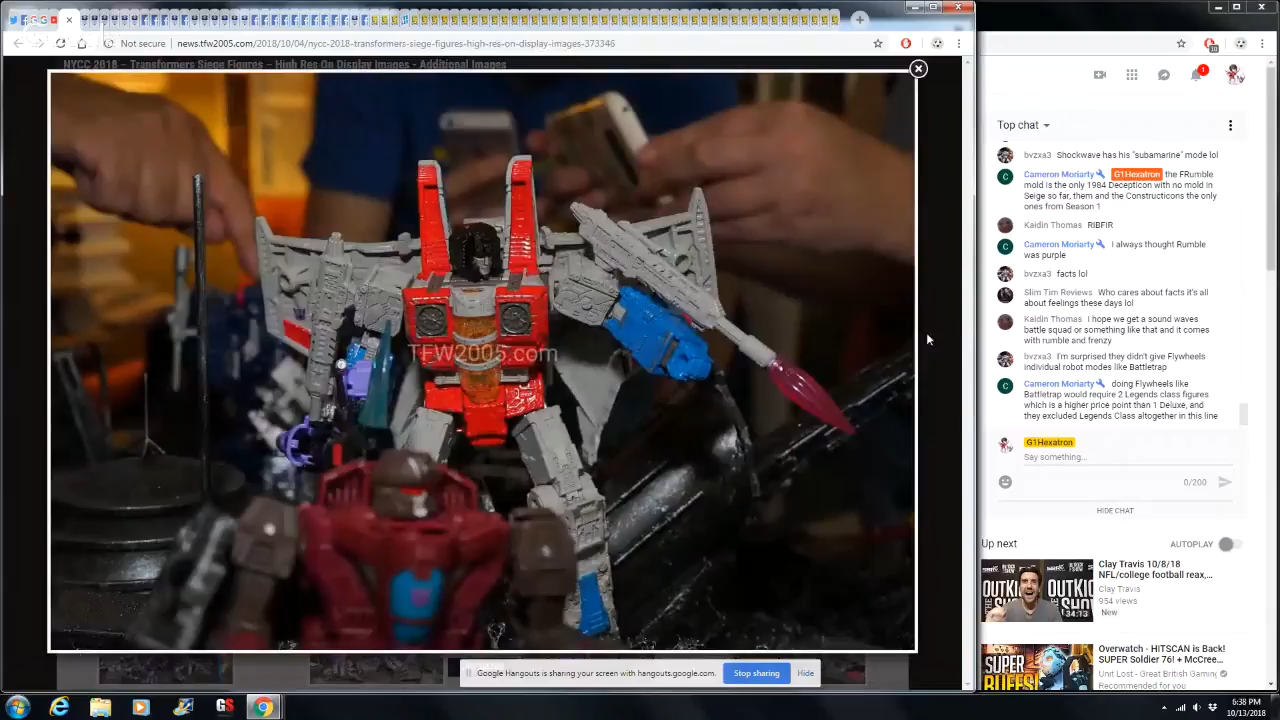 Not secure
news.tfw2005.com/2018/10/04/nycc-2018-transformers-siege-figures-high-res-on-display-images-373346
NYCC 2018 – Transformers Siege Figures – High Res On Display Images - Additional Images
TFW2005.com
Google Hangouts is sharing your screen with hangouts.google.com.
Stop sharing
Hide
10
1
Top chat
bvzxa3 Shockwave has his "subamarine" mode lol
Cameron Moriarty G1Hexatron the FRumble
mold is the only 1984 Decepticon with no mold in
Seige so far, them and the Constructicons the only
ones from Season 1
Kaidin Thomas RIBFIR
Cameron Moriarty I always thought Rumble
was purple
bvzxa3 facts lol
Slim Tim Reviews Who cares about facts it's all
about feelings these days lol
Kaidin Thomas I hope we get a sound waves
battle squad or something like that and it comes
with rumble and frenzy
bvzxa3 I'm surprised they didn't give Flywheels
individual robot modes like Battletrap
Cameron Moriarty doing Flywheels like
Battletrap would require 2 Legends class figures
which is a higher price point than 1 Deluxe, and
they excluded Legends Class altogether in this line
G1Hexatron
Say something...
0/200
HIDE CHAT
Up next
AUTOPLAY
Clay Travis 10/8/18
NFL/college football reax,...
Clay Travis
954 views
New
34:13
Overwatch - HITSCAN is Back!
SUPER Soldier 76! + McCree...
Unit Lost - Great British Gaming
Recommended for you
SUPER
BUFFS!
6:38 PM
10/13/2018